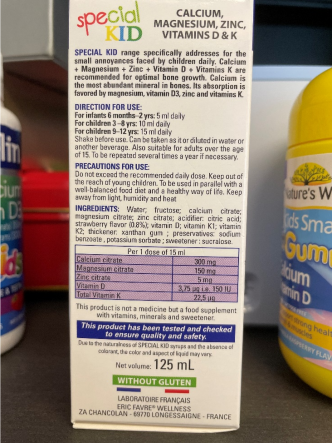 special
KID
CALCIUM,
MAGNESIUM, ZINC,
VITAMINS D & K
SPECIAL KID range specifically addresses for the
small annoyances faced by children daily. Calcium
+ Magnesium + Zinc + Vitamin D + Vitamins K are
recommended for optimal bone growth. Calcium is
the most abundant mineral in bones. Its absorption is
favored by magnesium, vitamin D3, zinc and vitamins K.
DIRECTION FOR USE:
For infants 6 months–2 yrs: 5 ml daily
For children 3 –8 yrs: 10 ml daily
For children 9–12 yrs: 15 ml daily
Shake before use. Can be taken as it or diluted in water or
another beverage. Also suitable for adults over the age
of 15. To be repeated several times a year if necessary.
PRECAUTIONS FOR USE:
Do not exceed the recommended daily dose. Keep out of
the reach of young children. To be used in parallel with a
well-balanced food diet and a healthy way of life. Keep
away from light, humidity and heat
INGREDIENTS: Water; fructose; calcium citrate;
magnesium citrate; zinc citrate; acidifier: citric acid;
strawberry flavor (0.8%); vitamin D; vitamin K1; vitamin
K2; thickener: xanthan gum ; preservatives: sodium
benzoate , potassium sorbate ; sweetener : sucralose.
Per 1 dose of 15 ml
Calcium citrate 300 mg
Magnesium citrate 150 mg
Zinc citrate 5 mg
Vitamin D 3,75 µg i.e. 150 IU
Total Vitamin K 22,5 µg
This product is not a medicine but a food supplement
with vitamins, minerals and sweetener.
This product has been tested and checked
to ensure quality and safety.
Due to the naturalness of SPECIAL KID syrups and the absence of
colorant, the color and aspect of liquid may vary.
Net volume: 125 mL
WITHOUT GLUTEN
LABORATOIRE FRANÇAIS
ERIC FAVRE® WELLNESS
ZA CHANCOLAN - 69770 LONGESSAIGNE - FRANCE
Nature's W
ids Sma
Gum
alcium
amin D